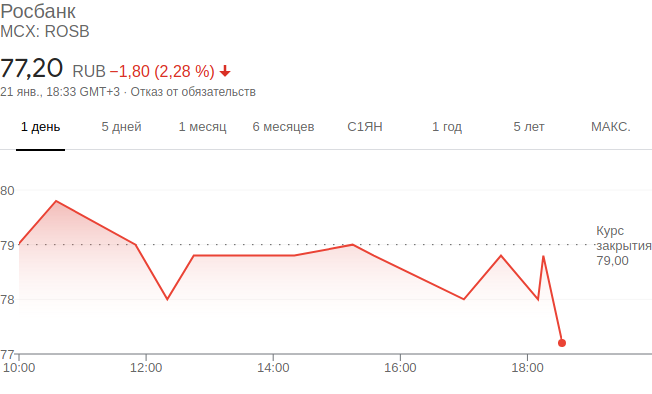 Росбанк
MCX: ROSB
77,20 RUB −1,80 (2,28 %)
21 янв., 18:33 GMT+3 · Отказ от обязательств
1 день 5 дней 1 месяц 6 месяцев С1ЯН 1 год 5 лет МАКС.
80
79
78
77
Курс
закрытия
79,00
10:00 12:00 14:00 16:00 18:00